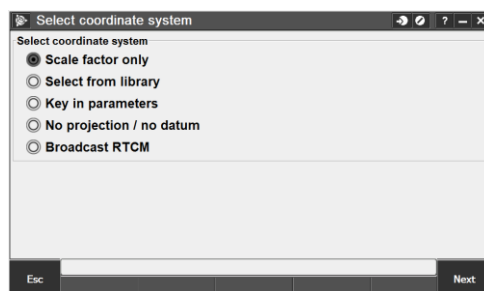 Select coordinate system
? — ×
Select coordinate system
Scale factor only
Select from library
Key in parameters
No projection / no datum
Broadcast RTCM
Esc
Next